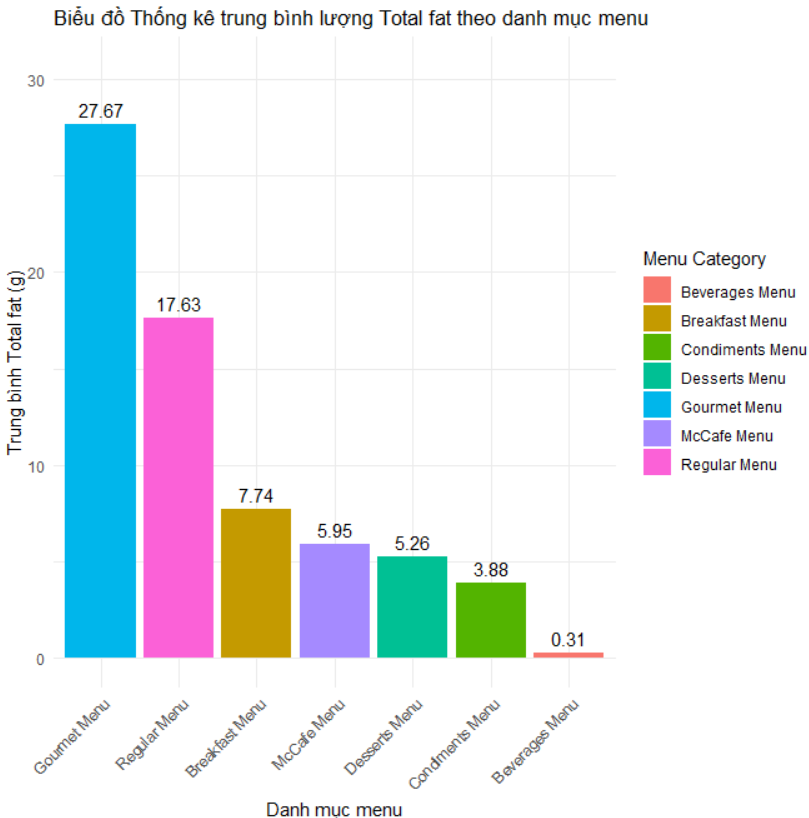 Biểu đồ Thống kê trung bình lượng Total fat theo danh mục menu
Trung bình Total fat (g)
30
20
10
0
27.67
17.63
7.74
5.95
5.26
3.88
0.31
Gourmet Menu
Regular Menu
Breakfast Menu
McCafe Menu
Desserts Menu
Condiments Menu
Beverages Menu
Danh mục menu
Menu Category
Beverages Menu
Breakfast Menu
Condiments Menu
Desserts Menu
Gourmet Menu
McCafe Menu
Regular Menu